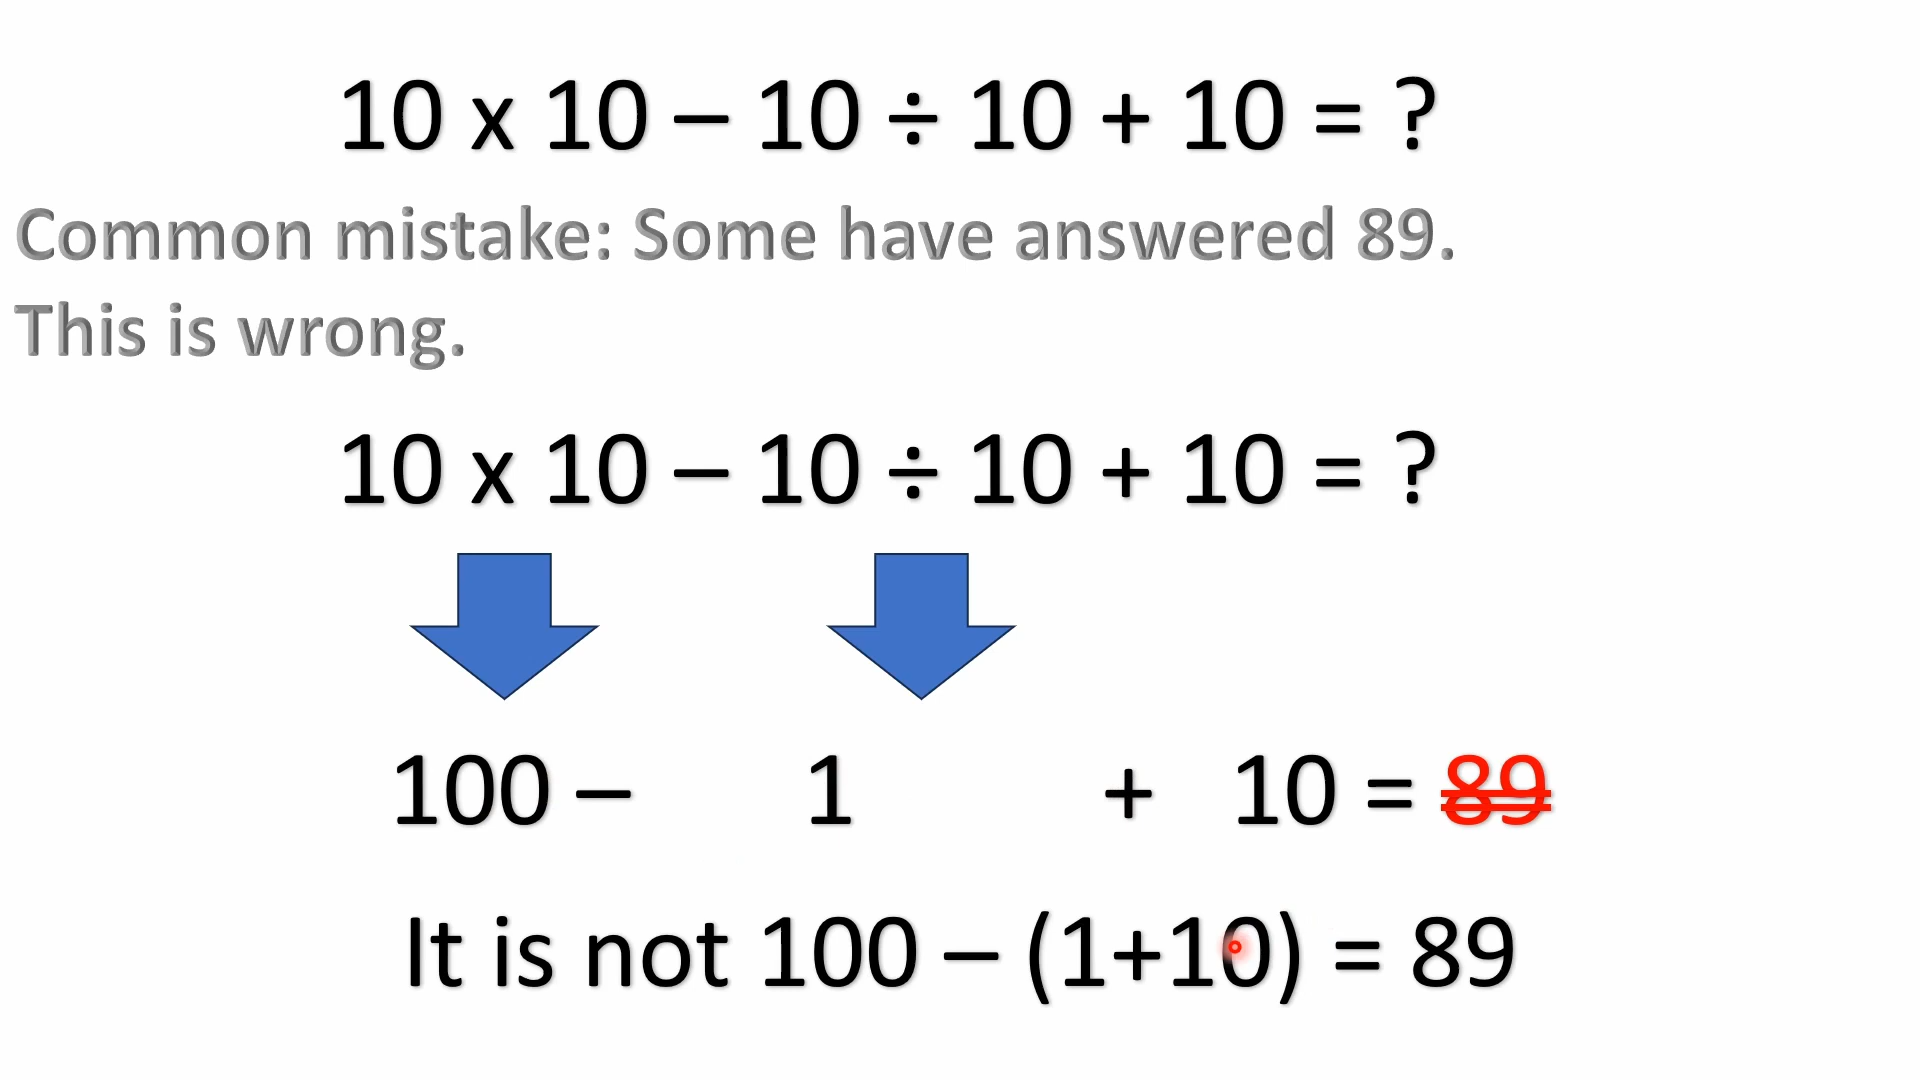 10 x 10 – 10 ÷ 10 + 10 = ?
Common mistake: Some have answered 89.
This is wrong.
10 x 10 – 10 ÷ 10 + 10 = ?
100 – 1 + 10 = 89
It is not 100 – (1+10) = 89